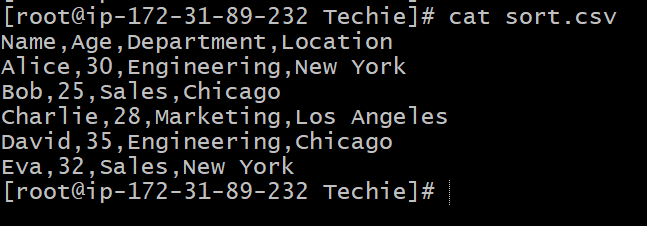 [root@ip-172-31-89-232 Techie]# cat sort.csv
Name,Age,Department,Location
Alice,30,Engineering,New York
Bob,25,Sales,Chicago
Charlie,28,Marketing,Los Angeles
David,35,Engineering,Chicago
Eva,32,Sales,New York
[root@ip-172-31-89-232 Techie]#